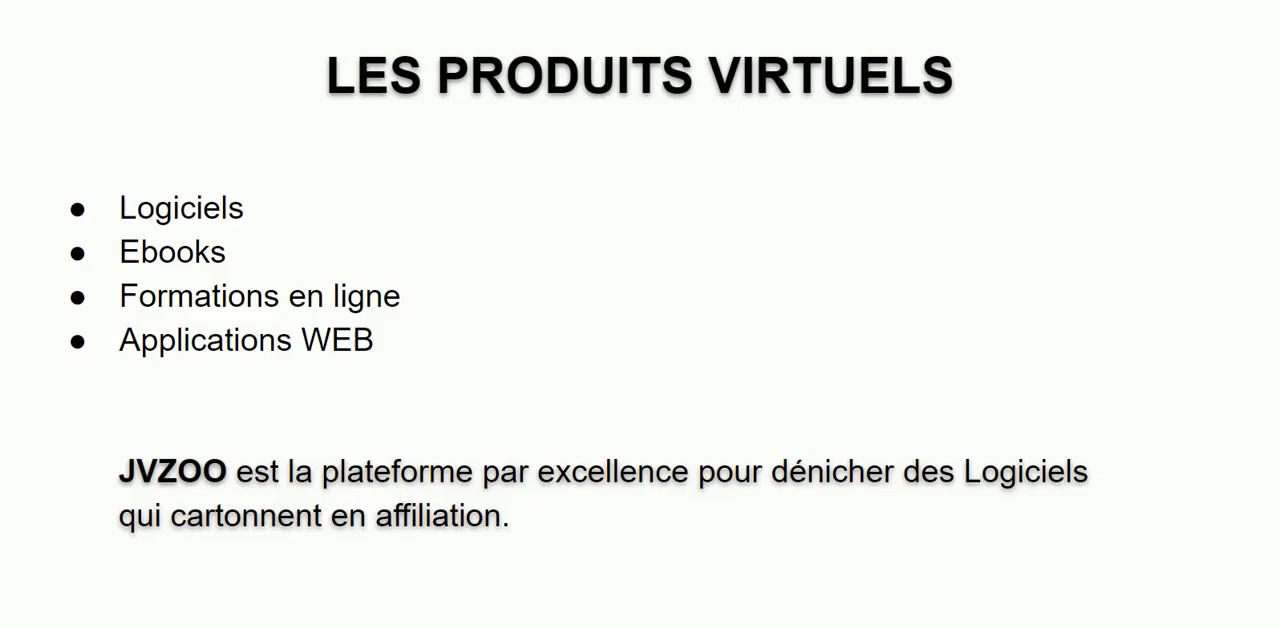 LES PRODUITS VIRTUELS
● Logiciels
● Ebooks
● Formations en ligne
● Applications WEB
JVZOO est la plateforme par excellence pour dénicher des Logiciels
qui cartonnent en affiliation.